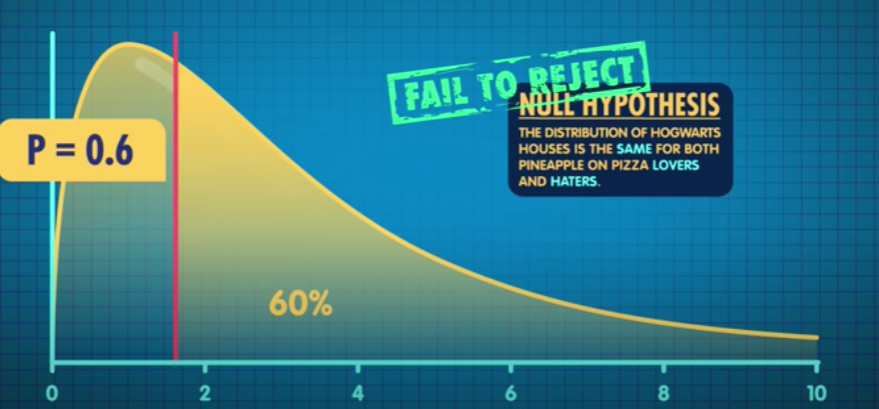 FAIL TO REJECT
NULL HYPOTHESIS
THE DISTRIBUTION OF HOGWARTS
HOUSES IS THE SAME FOR BOTH
PINEAPPLE ON PIZZA LOVERS
AND HATERS.
P = 0.6
60%
0 2 4 6 8 10